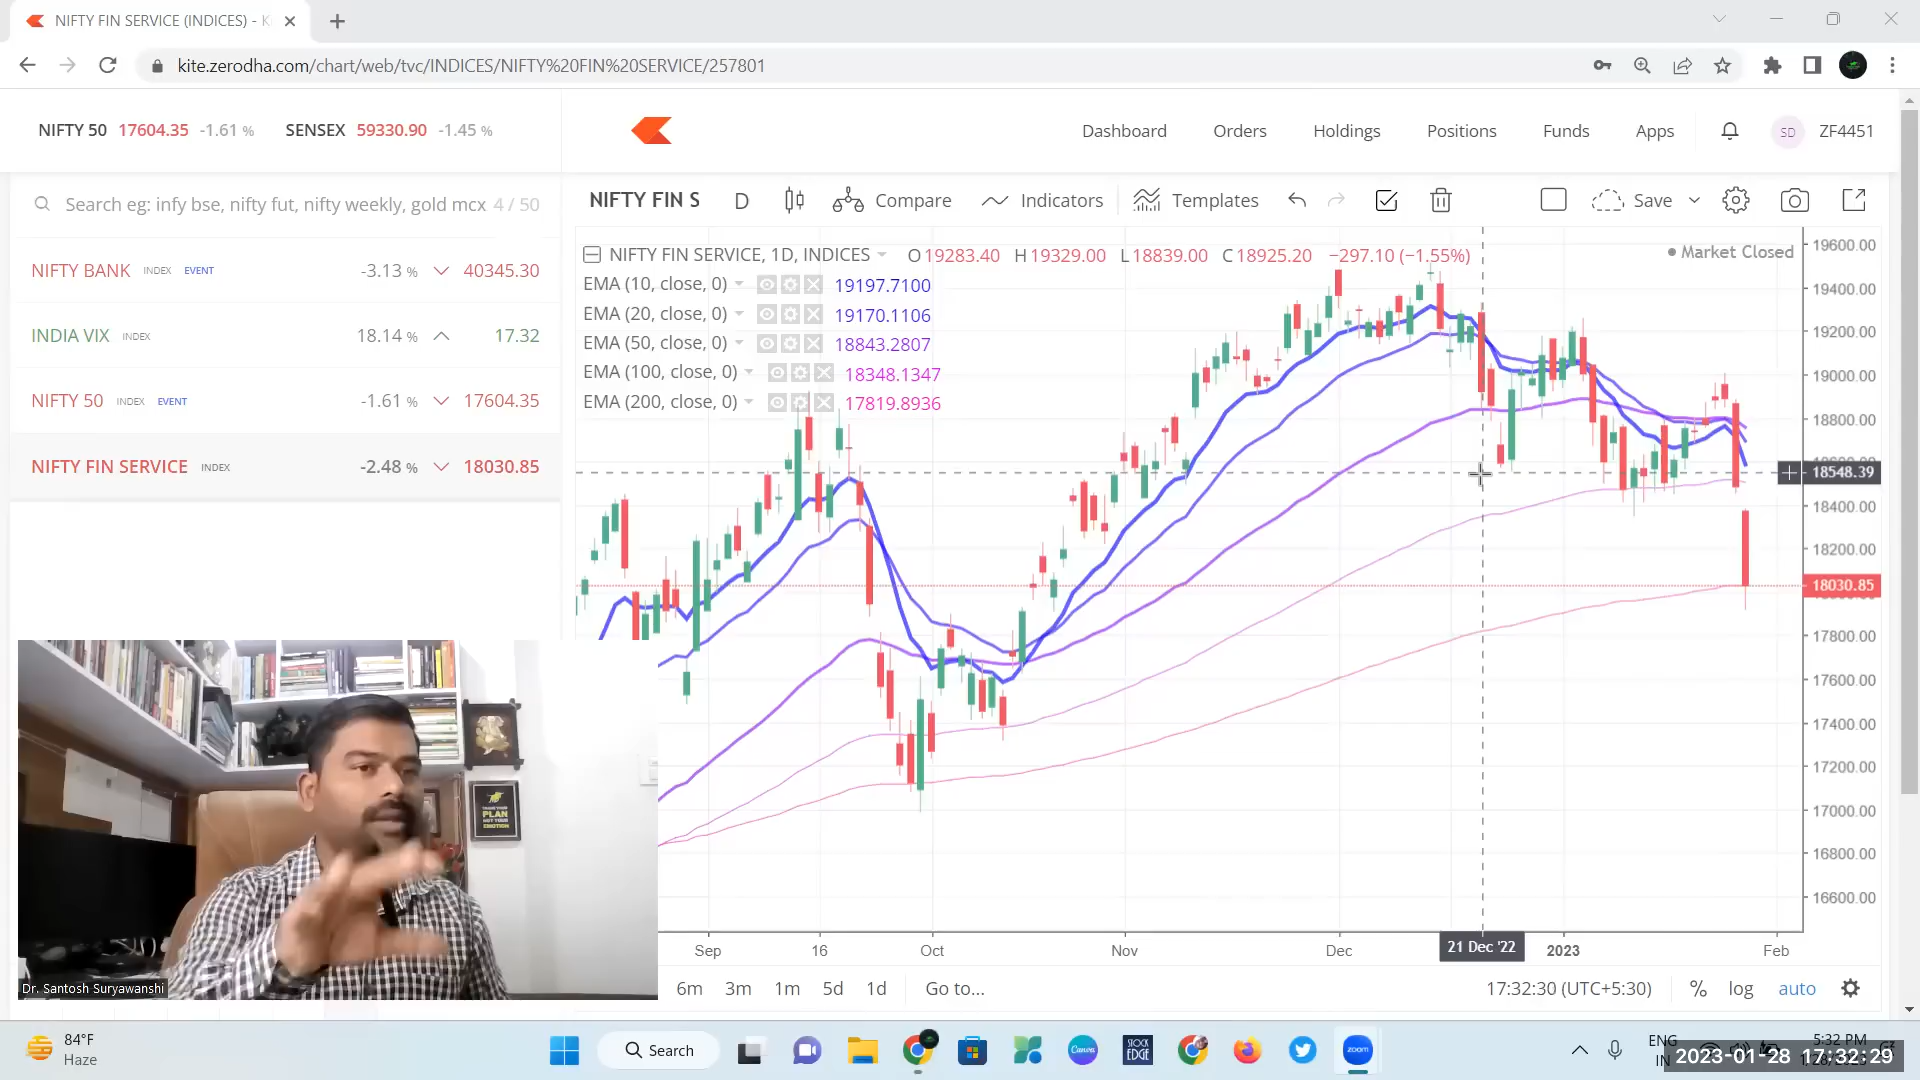 NIFTY FIN SERVICE (INDICES) - K
kite.zerodha.com/chart/web/tvc/INDICES/NIFTY%20FIN%20SERVICE/257801
NIFTY 50 17604.35 -1.61 % SENSEX 59330.90 -1.45 %
Dashboard Orders Holdings Positions Funds Apps SD ZF4451
Search eg: infy bse, nifty fut, nifty weekly, gold mcx 4 / 50
NIFTY BANK INDEX EVENT -3.13 % 40345.30
INDIA VIX INDEX 18.14 % 17.32
NIFTY 50 INDEX EVENT -1.61 % 17604.35
NIFTY FIN SERVICE INDEX -2.48 % 18030.85
NIFTY FIN S D Compare Indicators Templates Save
NIFTY FIN SERVICE, 1D, INDICES O19283.40 H19329.00 L18839.00 C18925.20 −297.10 (−1.55%)
Market Closed
EMA (10, close, 0) 19197.7100
EMA (20, close, 0) 19170.1106
EMA (50, close, 0) 18843.2807
EMA (100, close, 0) 18348.1347
EMA (200, close, 0) 17819.8936
19600.00
19400.00
19200.00
19000.00
18800.00
18548.39
18400.00
18200.00
18030.85
17800.00
17600.00
17400.00
17200.00
17000.00
16800.00
16600.00
Sep 16 Oct Nov Dec 21 Dec '22 2023 Feb
6m 3m 1m 5d 1d Go to... 17:32:30 (UTC+5:30) % log auto
PLAN
EMOTION
Dr. Santosh Suryawanshi
84°F
Haze
Search
Canva
STOCK
EDGE
zoom
ENG
IN
5:32 PM
2023-01-28 17:32:29